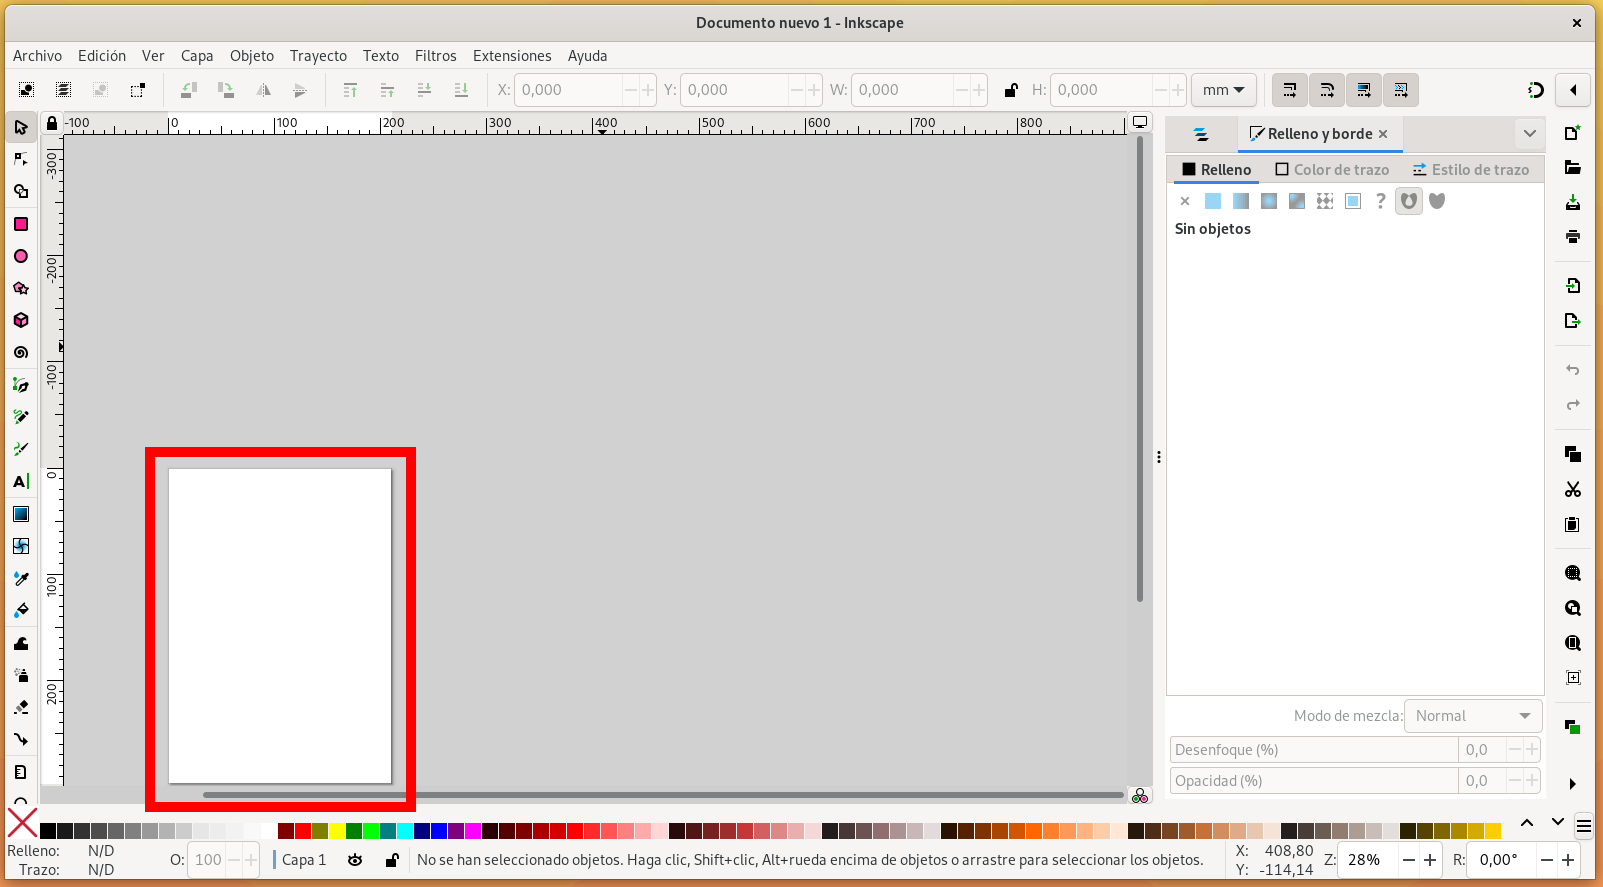 Documento nuevo 1 - Inkscape
Archivo Edición Ver Capa Objeto Trayecto Texto Filtros Extensiones Ayuda
X: 0,000 Y: 0,000 W: 0,000 H: 0,000 mm
-100 0 100 200 300 400 500 600 700 800
Relleno y borde
Relleno Color de trazo Estilo de trazo
?
Sin objetos
-300
-200
-100
0
100
200
A
Modo de mezcla: Normal
Desenfoque (%) 0,0
Opacidad (%) 0,0
Relleno: N/D
Trazo: N/D
O: 100
Capa 1
No se han seleccionado objetos. Haga clic, Shift+clic, Alt+rueda encima de objetos o arrastre para seleccionar los objetos.
X: 408,80
Y: -114,14
Z: 28%
R: 0,00°